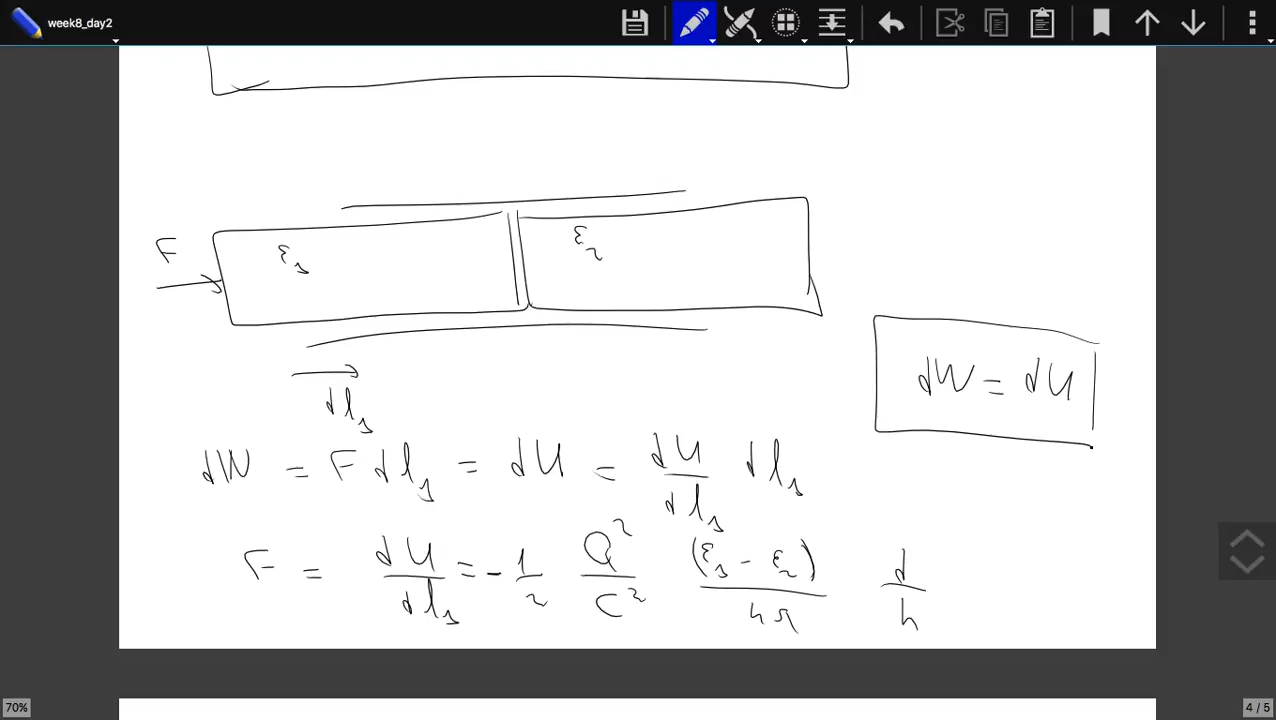 week8_day2
F
ε₁
ε₂
dl₁
dW = dU
dW = F dl₁ = dU = dU/dl₁ dl₁
F = dU/dl₁ = - 1/2 Q²/C² (ε₁ - ε₂)/4π d/h
70%
4 / 5